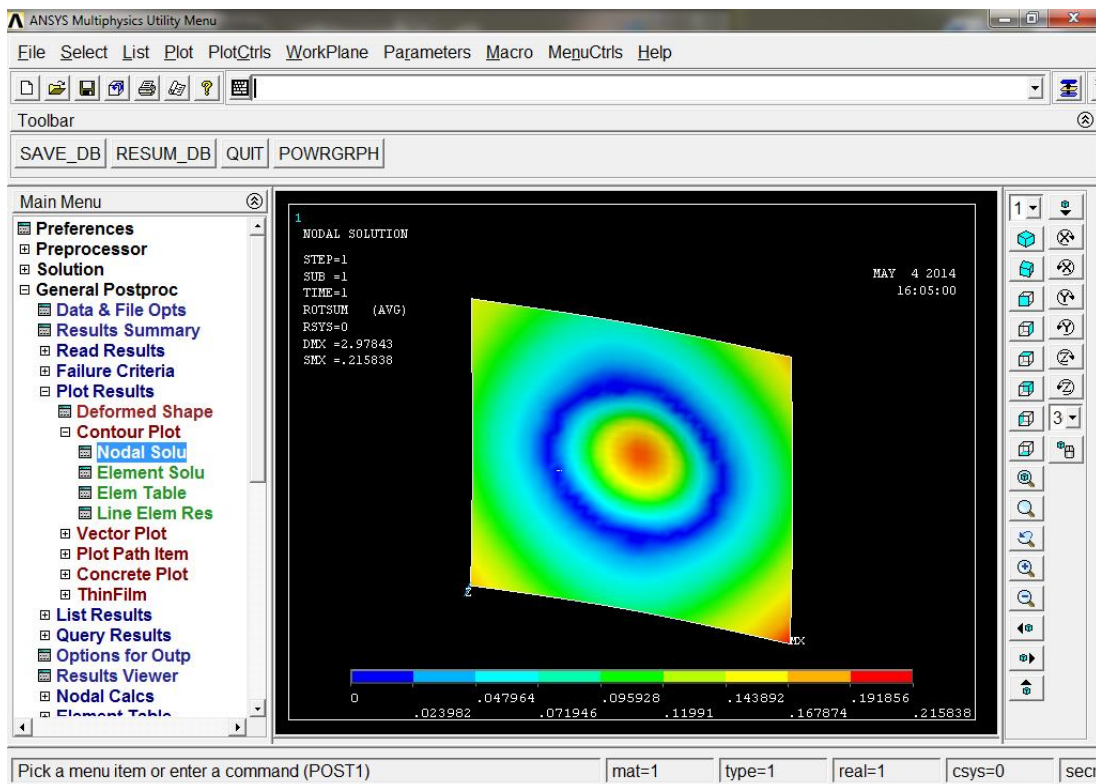 ANSYS Multiphysics Utility Menu
File Select List Plot PlotCtrls WorkPlane Parameters Macro MenuCtrls Help
Toolbar
SAVE_DB RESUM_DB QUIT POWRGRPH
Main Menu
Preferences
Preprocessor
Solution
General Postproc
Data & File Opts
Results Summary
Read Results
Failure Criteria
Plot Results
Deformed Shape
Contour Plot
Nodal Solu
Element Solu
Elem Table
Line Elem Res
Vector Plot
Plot Path Item
Concrete Plot
ThinFilm
List Results
Query Results
Options for Outp
Results Viewer
Nodal Calcs
Element Table
1
NODAL SOLUTION
STEP=1
SUB =1
TIME=1
ROTSUM (AVG)
RSYS=0
DMX =2.97843
SMX =.215838
MAY 4 2014
16:05:00
Z
MX
0 .047964 .095928 .143892 .191856
.023982 .071946 .11991 .167874 .215838
1
X
X
Y
Y
Z
Z
3
Pick a menu item or enter a command (POST1) mat=1 type=1 real=1 csys=0 secn